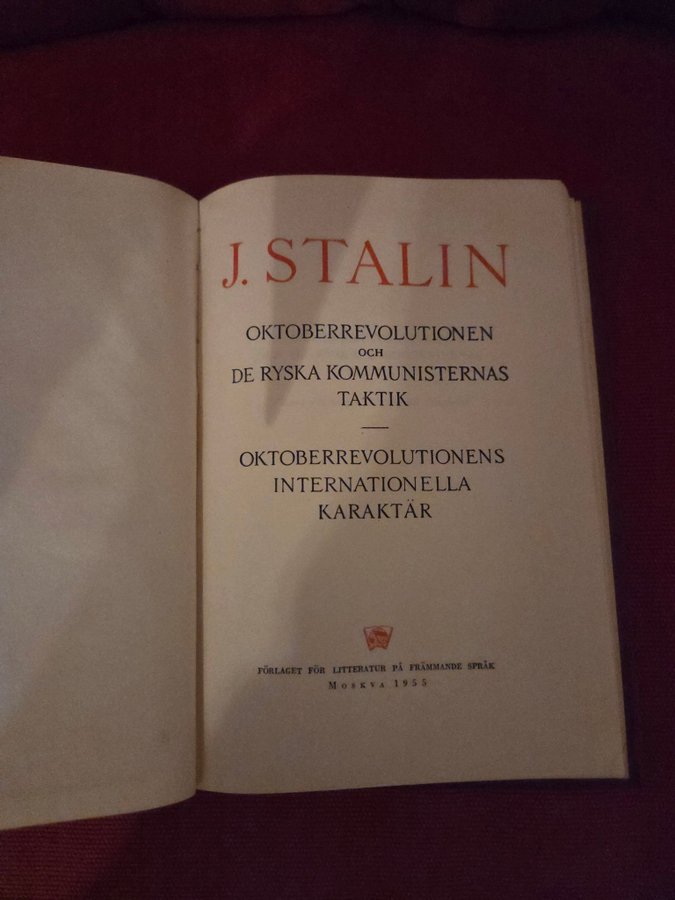 J. STALIN
OKTOBERREVOLUTIONEN
OCH
DE RYSKA KOMMUNISTERNAS
TAKTIK
OKTOBERREVOLUTIONENS
INTERNATIONELLA
KARAKTÄR
FÖRLAGET FÖR LITTERATUR PÅ FRÄMMANDE SPRÅK
MOSKVA 1955